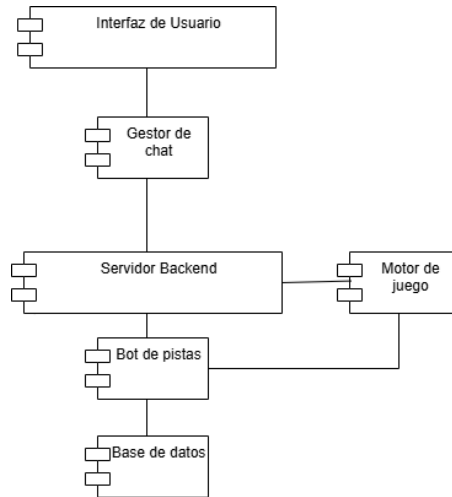 Interfaz de Usuario
Gestor de
chat
Servidor Backend
Motor de
juego
Bot de pistas
Base de datos